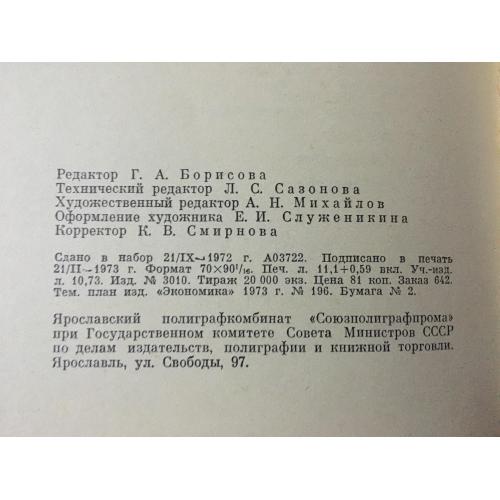 Редактор Г. А. Борисова
Технический редактор Л. С. Сазонова
Художественный редактор А. Н. Михайлов
Оформление художника Е. И. Служеникина
Корректор К. В. Смирнова
Сдано в набор 21/IX—1972 г. А03722. Подписано в печать
21/II—1973 г. Формат 70×90¹/₁₆. Печ. л. 11,1+0,59 вкл. Уч.-изд.
л. 10,73. Изд. № 3010. Тираж 20 000 экз. Цена 81 коп. Заказ 642.
Тем. план изд. «Экономика» 1973 г. № 196. Бумага № 2.
Ярославский полиграфкомбинат «Союзполиграфпрома»
при Государственном комитете Совета Министров СССР
по делам издательств, полиграфии и книжной торговли.
Ярославль, ул. Свободы, 97.